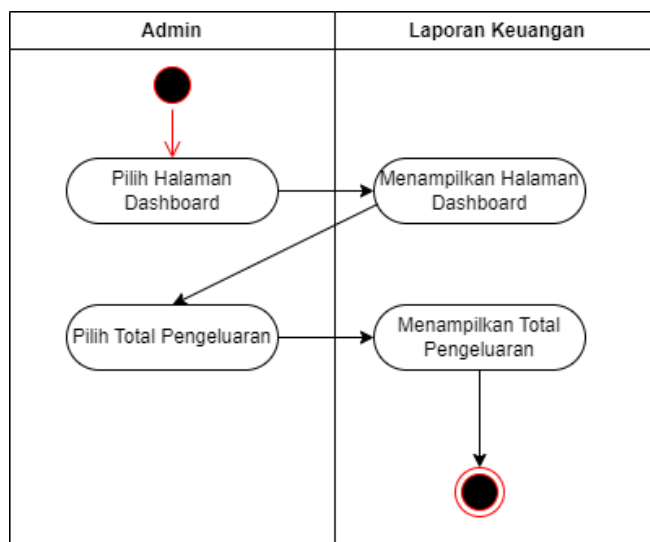 Admin
Laporan Keuangan
Pilih Halaman
Dashboard
Menampilkan Halaman
Dashboard
Pilih Total Pengeluaran
Menampilkan Total
Pengeluaran